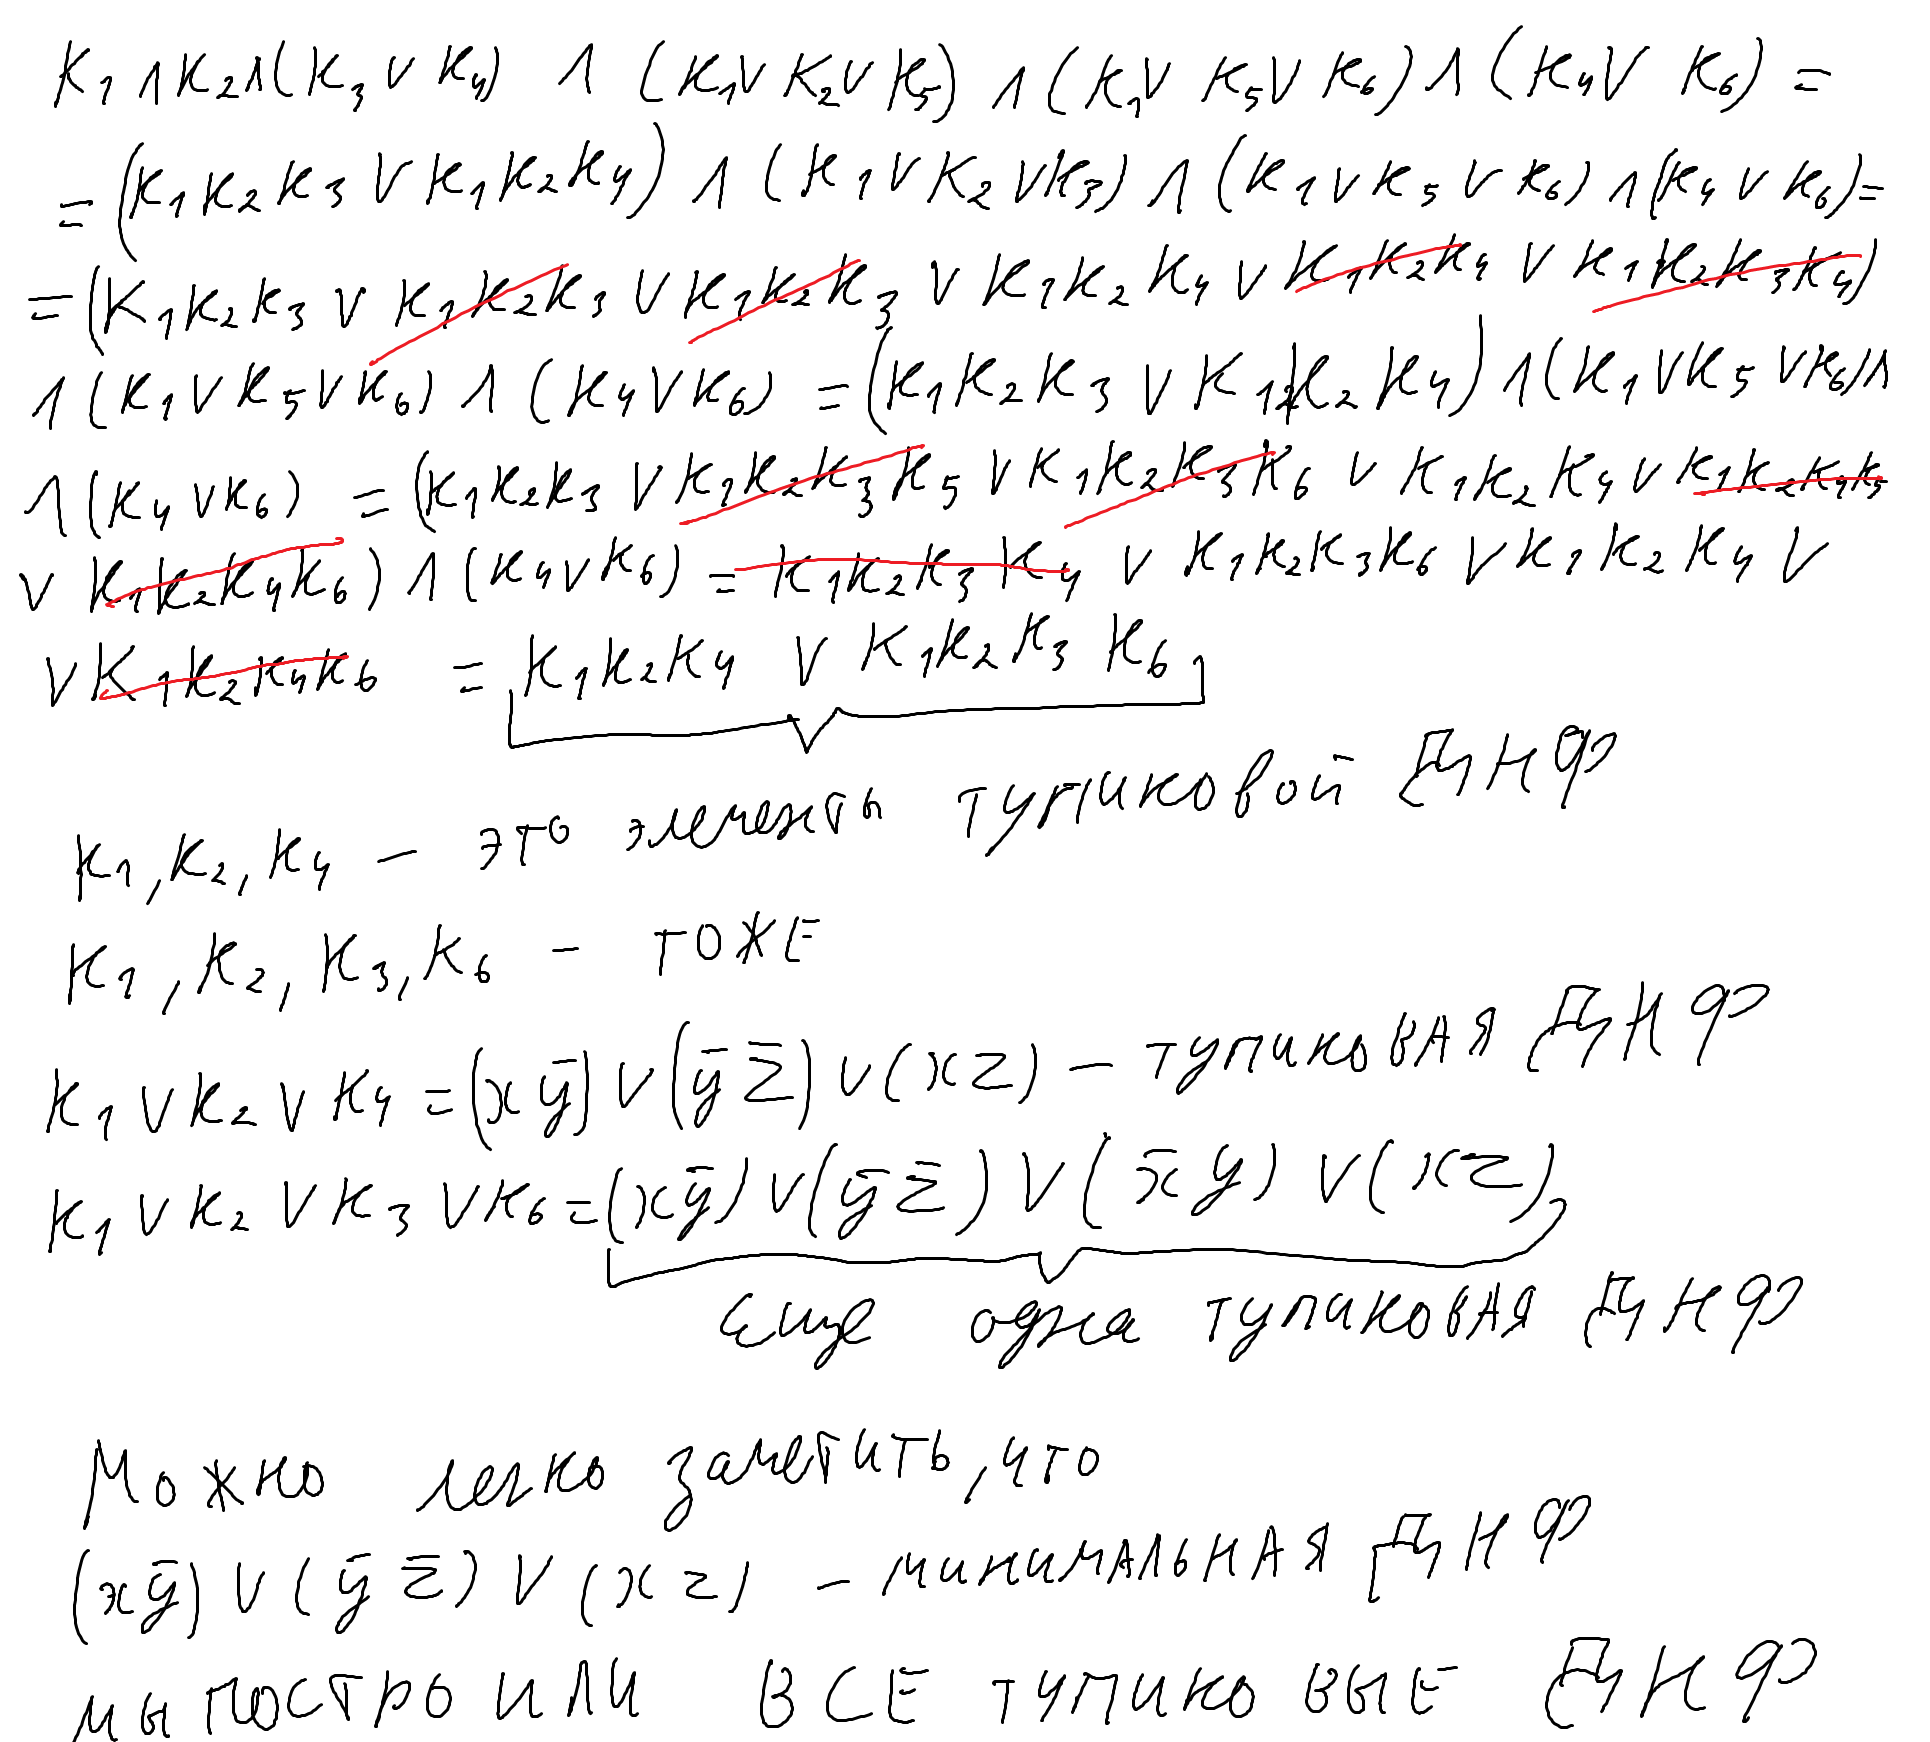 K₁ ∧ K₂ ∧ (K₃ ∨ K₄) ∧ (K₁ ∨ K₂ ∨ K₅) ∧ (K₁ ∨ K₅ ∨ K₆) ∧ (K₄ ∨ K₆) =
= (K₁K₂K₃ ∨ K₁K₂K₄) ∧ (K₁ ∨ K₂ ∨ K₃) ∧ (K₁ ∨ K₅ ∨ K₆) ∧ (K₄ ∨ K₆) =
= (K₁K₂K₃ ∨ K₁K₂K₃ ∨ K₁K₂K₃ ∨ K₁K₂K₄ ∨ K₁K₂K₄ ∨ K₁K₂K₃K₄)
∧ (K₁ ∨ K₅ ∨ K₆) ∧ (K₄ ∨ K₆) = (K₁K₂K₃ ∨ K₁K₂K₄) ∧ (K₁ ∨ K₅ ∨ K₆) ∧
∧ (K₄ ∨ K₆) = (K₁K₂K₃ ∨ K₁K₂K₃K₅ ∨ K₁K₂K₃K₆ ∨ K₁K₂K₄ ∨ K₁K₂K₄K₅
∨ K₁K₂K₄K₆) ∧ (K₄ ∨ K₆) = K₁K₂K₃K₄ ∨ K₁K₂K₃K₆ ∨ K₁K₂K₄ ∨
∨ K₁K₂K₄K₆ = K₁K₂K₄ ∨ K₁K₂K₃K₆
K₁, K₂, K₄ – это элементы тупиковой ДНФ
K₁, K₂, K₃, K₆ – тоже
K₁ ∨ K₂ ∨ K₄ = (xȳ) ∨ (ȳz̄) ∨ (xz) – тупиковая ДНФ
K₁ ∨ K₂ ∨ K₃ ∨ K₆ = (xȳ) ∨ (ȳz̄) ∨ (x̄y) ∨ (xz)
еще одна тупиковая ДНФ
Можно легко заметить, что
(xȳ) ∨ (ȳz̄) ∨ (xz) – минимальная ДНФ
мы построили все тупиковые ДНФ